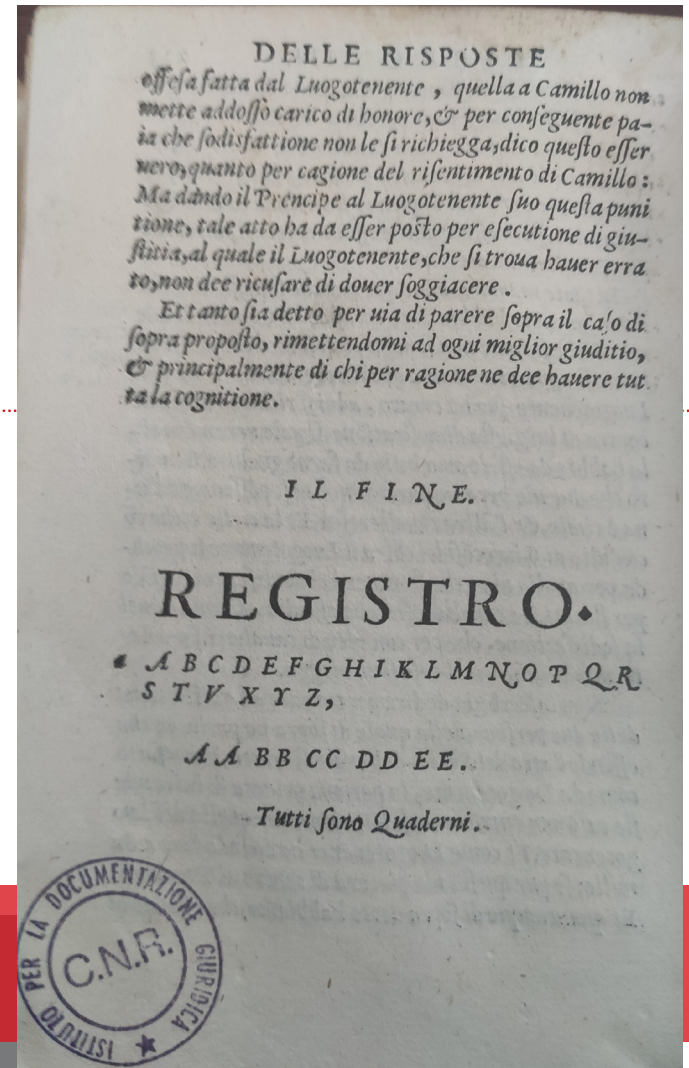 DELLE RISPOSTE
offesa fatta dal Luogotenente, quella a Camillo non
mette addosso carico di honore, & per conseguente pa-
ia che sodisfattione non le si richiegga, dico questo esser
uero, quanto per cagione del risentimento di Camillo:
Ma dando il Prencipe al Luogotenente suo questa puni
tione, tale atto ha da esser posto per esecutione di giu-
stitia, al quale il Luogotenente, che si troua hauer erra
to, non dee ricusare di douer soggiacere.
Et tanto sia detto per uia di parere sopra il caso di
sopra proposto, rimettendomi ad ogni miglior giuditio,
& principalmente di chi per ragione ne dee hauere tut
ta la cognitione.
IL FINE.
REGISTRO.
a A B C D E F G H I K L M N O P Q R
S T V X Y Z,
AA BB CC DD EE.
Tutti sono Quaderni.
ISTITUTO PER LA DOCUMENTAZIONE GIURIDICA
C.N.R.